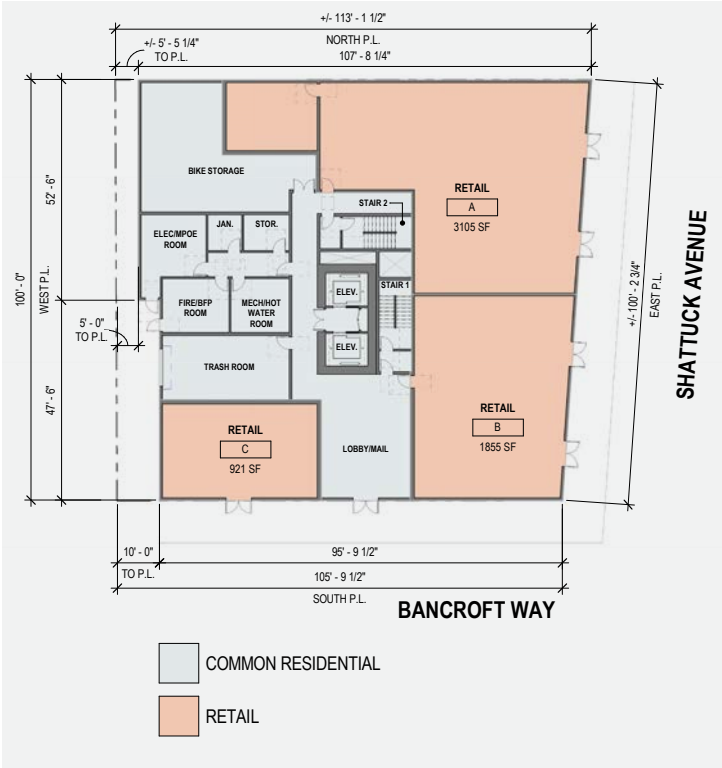 +/- 113' - 1 1/2"
NORTH P.L.
+/- 5' - 5 1/4"
TO P.L.
107' - 8 1/4"
BIKE STORAGE
RETAIL
A
3105 SF
STAIR 2
ELEC/MPOE
ROOM
JAN.
STOR.
FIRE/BFP
ROOM
MECH/HOT
WATER
ROOM
ELEV.
STAIR 1
ELEV.
TRASH ROOM
RETAIL
B
1855 SF
RETAIL
C
921 SF
LOBBY/MAIL
52' - 6"
100' - 0"
WEST P.L.
5' - 0"
TO P.L.
47' - 6"
+/- 100' - 2 3/4"
EAST P.L.
SHATTUCK AVENUE
10' - 0"
TO P.L.
95' - 9 1/2"
105' - 9 1/2"
SOUTH P.L.
BANCROFT WAY
COMMON RESIDENTIAL
RETAIL